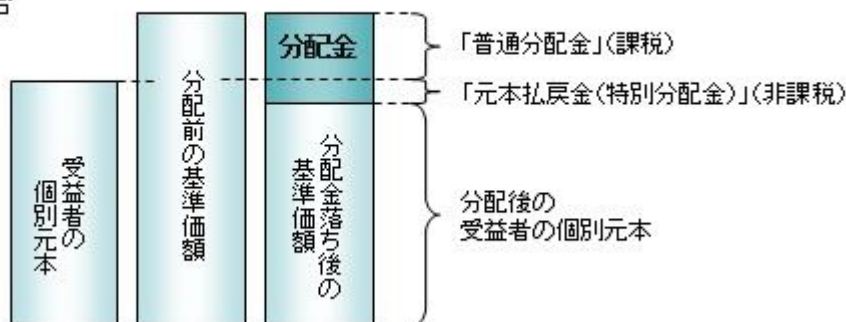 分配金
「普通分配金」(課税)
「元本払戻金(特別分配金)」(非課税)
受益者の
個別元本
分配前の基準価額
分配金落ち後の
基準価額
分配後の
受益者の個別元本